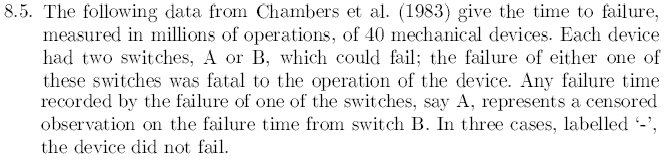 8.5. The following data from Chambers et al. (1983) give the time to failure,
measured in millions of operations, of 40 mechanical devices. Each device
had two switches, A or B, which could fail; the failure of either one of
these switches was fatal to the operation of the device. Any failure time
recorded by the failure of one of the switches, say A, represents a censored
observation on the failure time from switch B. In three cases, labelled ‘-’,
the device did not fail.